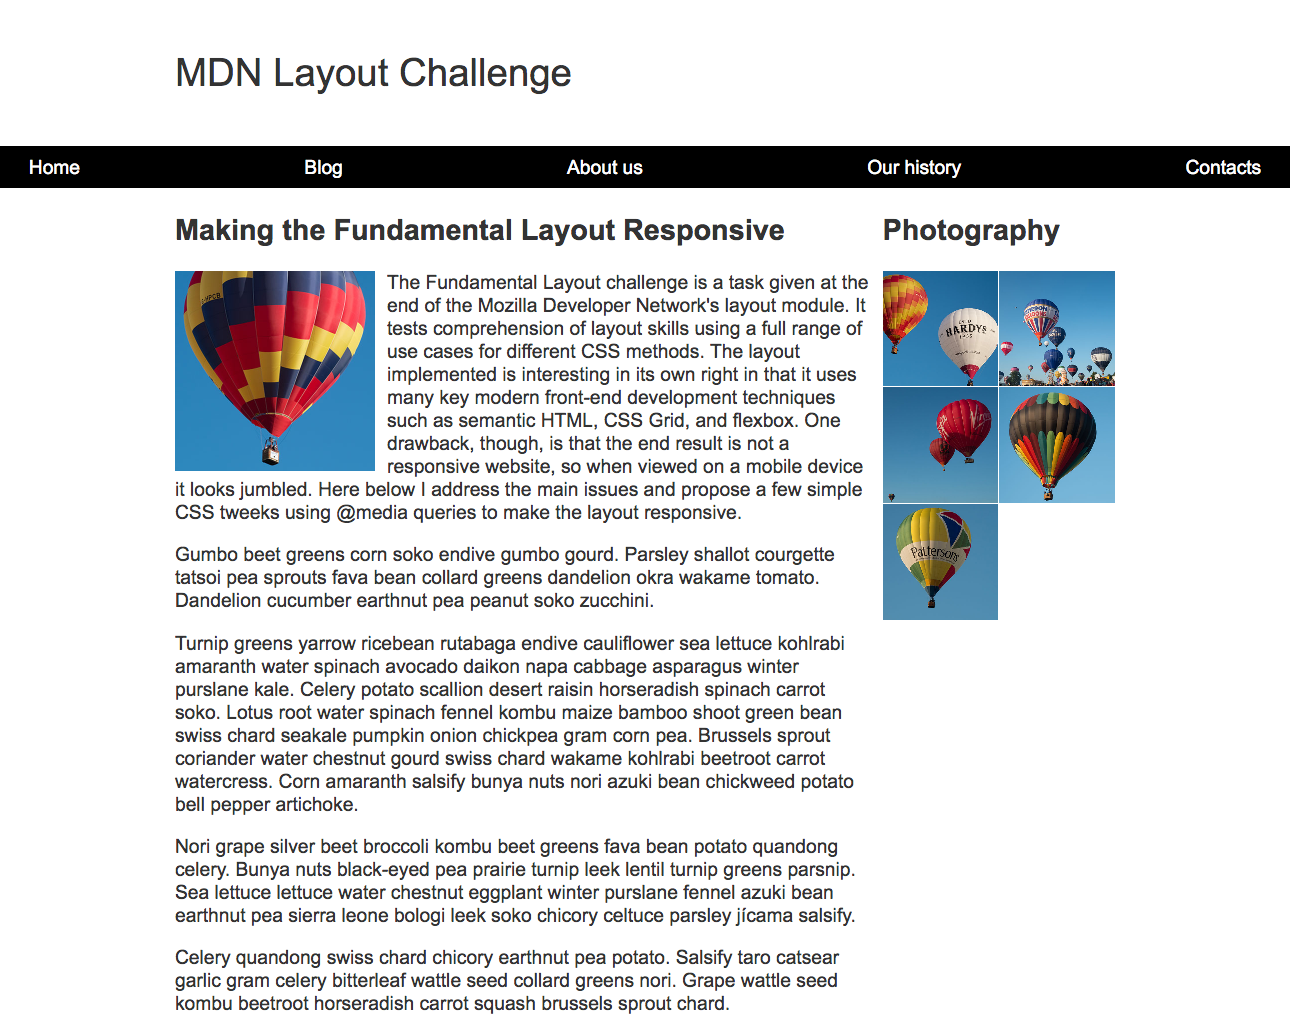 MDN Layout Challenge
Home Blog About us Our history Contacts
Making the Fundamental Layout Responsive
The Fundamental Layout challenge is a task given at the
end of the Mozilla Developer Network's layout module. It
tests comprehension of layout skills using a full range of
use cases for different CSS methods. The layout
implemented is interesting in its own right in that it uses
many key modern front-end development techniques
such as semantic HTML, CSS Grid, and flexbox. One
drawback, though, is that the end result is not a
responsive website, so when viewed on a mobile device
it looks jumbled. Here below I address the main issues and propose a few simple
CSS tweeks using @media queries to make the layout responsive.
Gumbo beet greens corn soko endive gumbo gourd. Parsley shallot courgette
tatsoi pea sprouts fava bean collard greens dandelion okra wakame tomato.
Dandelion cucumber earthnut pea peanut soko zucchini.
Turnip greens yarrow ricebean rutabaga endive cauliflower sea lettuce kohlrabi
amaranth water spinach avocado daikon napa cabbage asparagus winter
purslane kale. Celery potato scallion desert raisin horseradish spinach carrot
soko. Lotus root water spinach fennel kombu maize bamboo shoot green bean
swiss chard seakale pumpkin onion chickpea gram corn pea. Brussels sprout
coriander water chestnut gourd swiss chard wakame kohlrabi beetroot carrot
watercress. Corn amaranth salsify bunya nuts nori azuki bean chickweed potato
bell pepper artichoke.
Nori grape silver beet broccoli kombu beet greens fava bean potato quandong
celery. Bunya nuts black-eyed pea prairie turnip leek lentil turnip greens parsnip.
Sea lettuce lettuce water chestnut eggplant winter purslane fennel azuki bean
earthnut pea sierra leone bologi leek soko chicory celtuce parsley jícama salsify.
Celery quandong swiss chard chicory earthnut pea potato. Salsify taro catsear
garlic gram celery bitterleaf wattle seed collard greens nori. Grape wattle seed
kombu beetroot horseradish carrot squash brussels sprout chard.
Photography
HARDYS
Pattersons